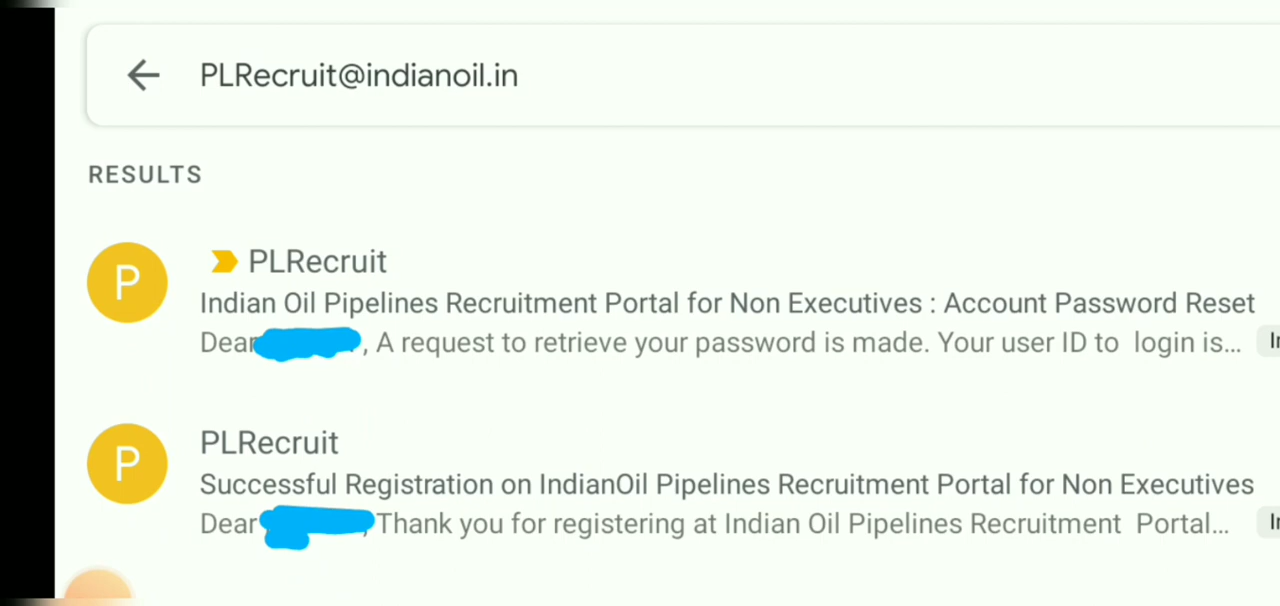 PLRecruit@indianoil.in
RESULTS
P
PLRecruit
Indian Oil Pipelines Recruitment Portal for Non Executives : Account Password Reset
Dear , A request to retrieve your password is made. Your user ID to login is...
P
PLRecruit
Successful Registration on IndianOil Pipelines Recruitment Portal for Non Executives
Dear , Thank you for registering at Indian Oil Pipelines Recruitment Portal...